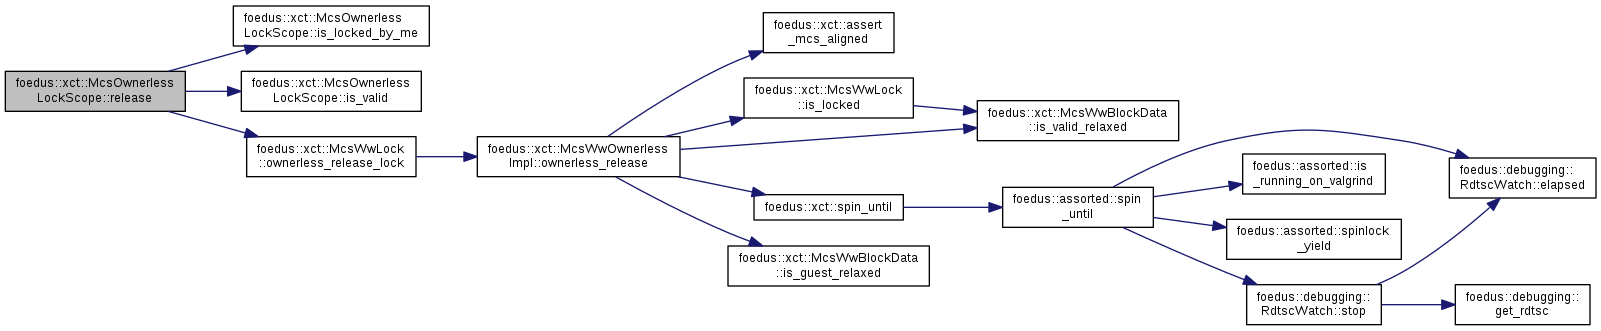 foedus::xct::McsOwnerless
LockScope::release
foedus::xct::McsOwnerless
LockScope::is_locked_by_me
foedus::xct::McsOwnerless
LockScope::is_valid
foedus::xct::McsWwLock
::ownerless_release_lock
foedus::xct::McsWwOwnerless
Impl::ownerless_release
foedus::xct::assert
_mcs_aligned
foedus::xct::McsWwLock
::is_locked
foedus::xct::McsWwBlockData
::is_valid_relaxed
foedus::xct::spin_until
foedus::xct::McsWwBlockData
::is_guest_relaxed
foedus::assorted::spin
_until
foedus::debugging::
RdtscWatch::elapsed
foedus::assorted::is
_running_on_valgrind
foedus::assorted::spinlock
_yield
foedus::debugging::
RdtscWatch::stop
foedus::debugging::
get_rdtsc